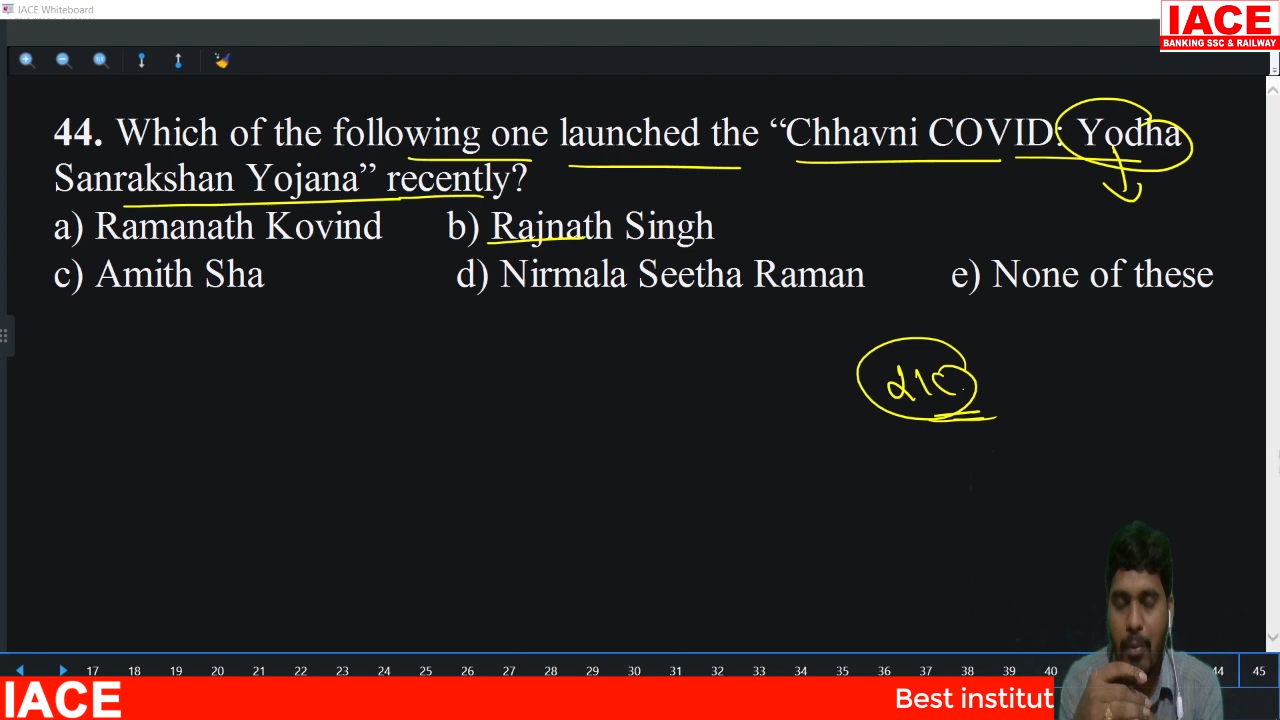 IACE Whiteboard
IACE
BANKING SSC & RAILWAY
44. Which of the following one launched the “Chhavni COVID: Yodha
Sanrakshan Yojana” recently?
a) Ramanath Kovind b) Rajnath Singh
c) Amith Sha d) Nirmala Seetha Raman e) None of these
17 18 19 20 21 22 23 24 25 26 27 28 29 30 31 32 33 34 35 36 37 38 39 40 44 45
IACE
Best institut